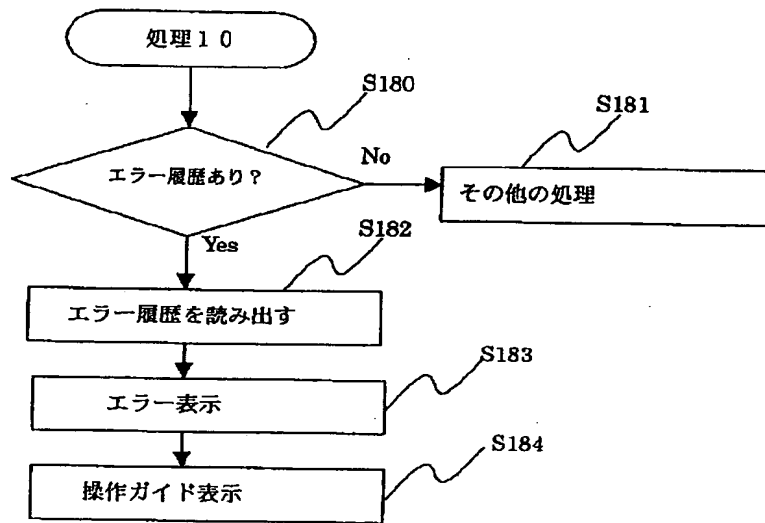 処理１０
S180
S181
エラー履歴あり？
No
その他の処理
Yes
S182
エラー履歴を読み出す
S183
エラー表示
S184
操作ガイド表示